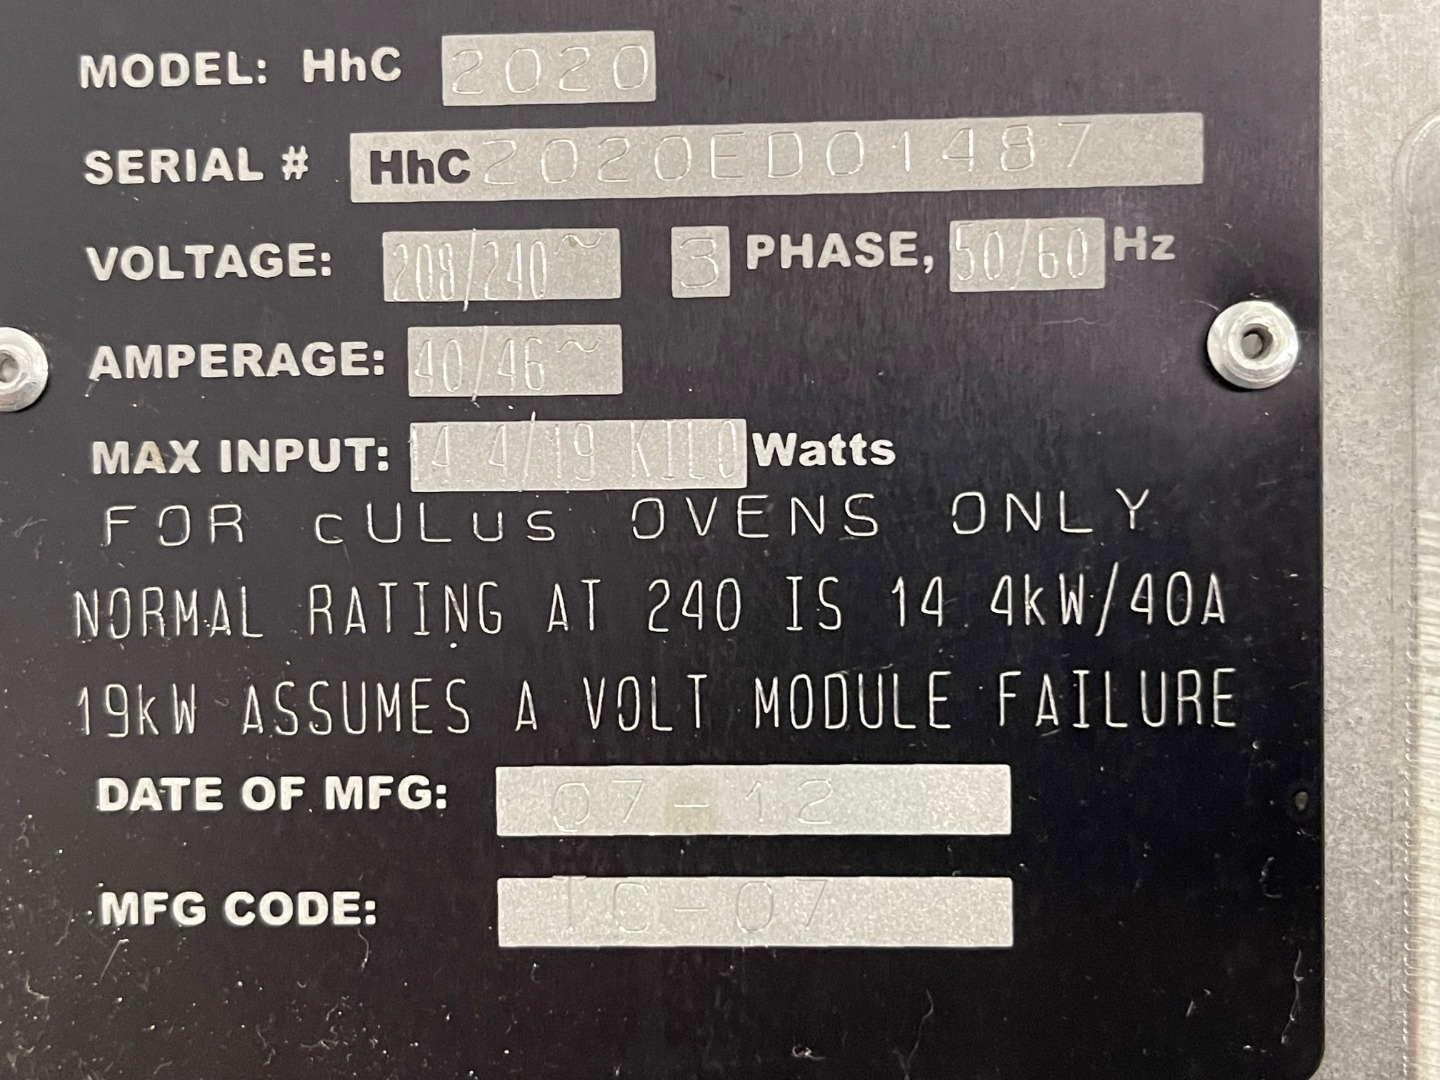 MODEL: HhC 2020
SERIAL # HhC2020ED01487
VOLTAGE: 208/240~ 3 PHASE, 50/60 Hz
AMPERAGE: 40/46~
MAX INPUT: 14.4/19 KILO Watts
FOR cULus OVENS ONLY
NORMAL RATING AT 240 IS 14.4kW/40A
19kW ASSUMES A VOLT MODULE FAILURE
DATE OF MFG: 07-12
MFG CODE: TC-07